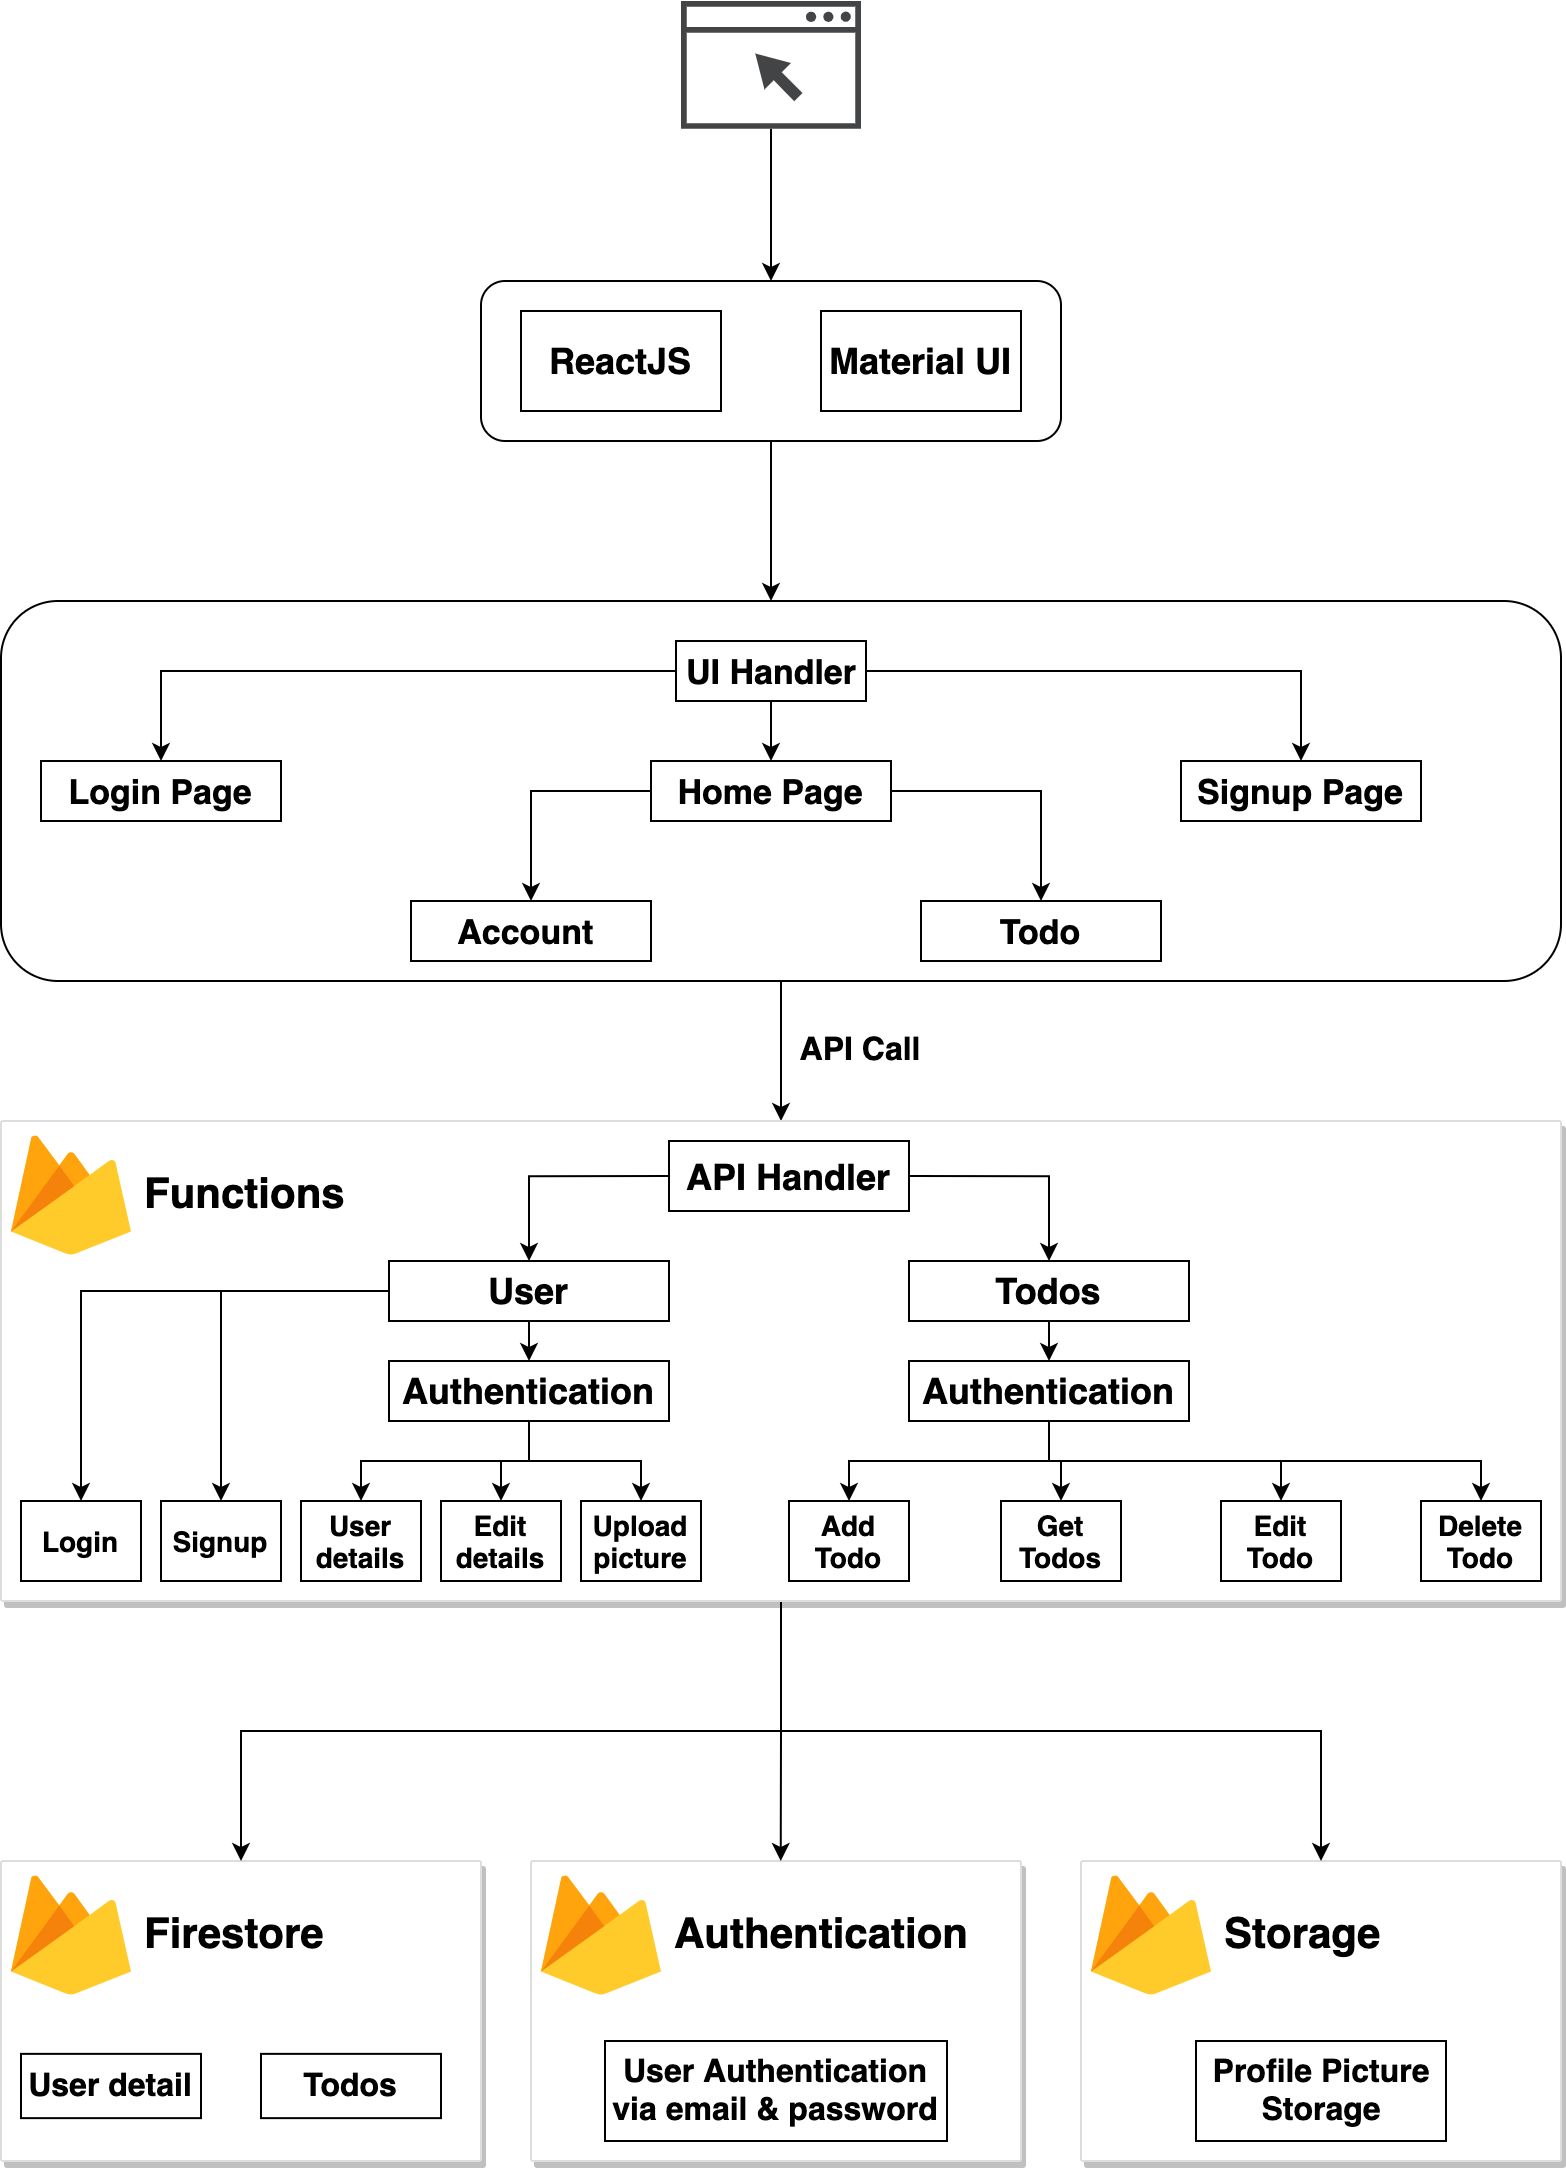 ReactJS
Material UI
UI Handler
Login Page
Home Page
Signup Page
Account
Todo
API Call
Functions
API Handler
User
Todos
Authentication
Authentication
Login
Signup
User
details
Edit
details
Upload
picture
Add
Todo
Get
Todos
Edit
Todo
Delete
Todo
Firestore
User detail
Todos
Authentication
User Authentication
via email & password
Storage
Profile Picture
Storage